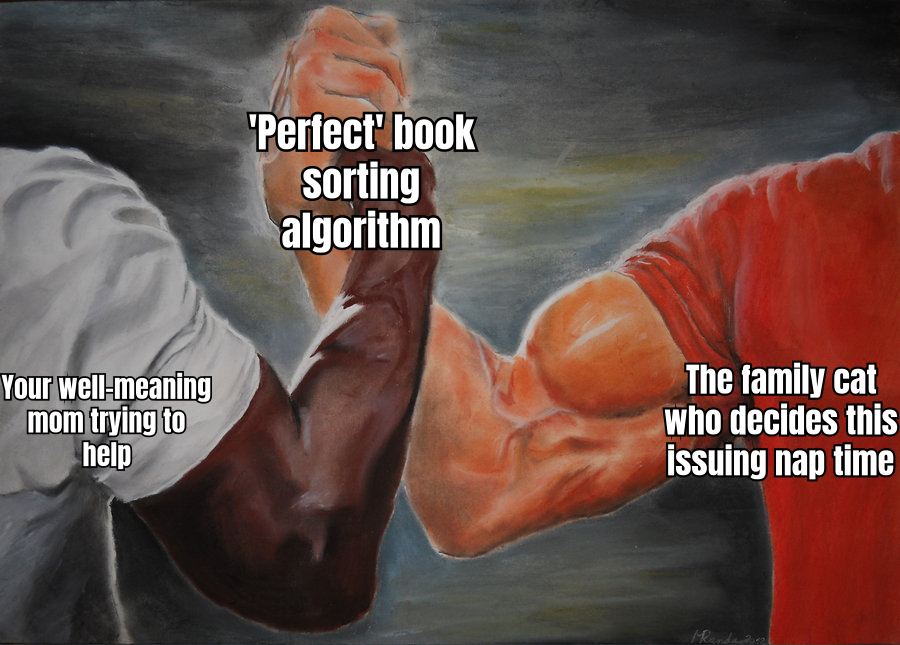 'Perfect' book
sorting
algorithm
Your well-meaning
mom trying to
help
The family cat
who decides this
issuing nap time